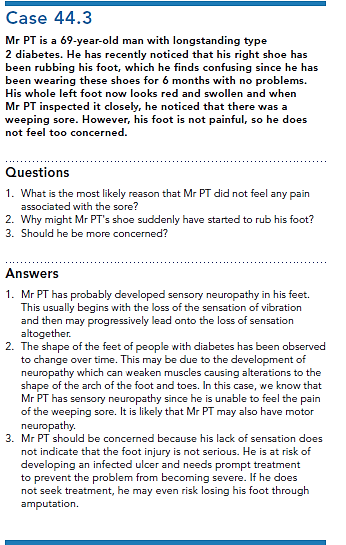 Case 44.3
Mr PT is a 69-year-old man with longstanding type
2 diabetes. He has recently noticed that his right shoe has
been rubbing his foot, which he finds confusing since he has
been wearing these shoes for 6 months with no problems.
His whole left foot now looks red and swollen and when
Mr PT inspected it closely, he noticed that there was a
weeping sore. However, his foot is not painful, so he does
not feel too concerned.
Questions
1. What is the most likely reason that Mr PT did not feel any pain
associated with the sore?
2. Why might Mr PT's shoe suddenly have started to rub his foot?
3. Should he be more concerned?
Answers
1. Mr PT has probably developed sensory neuropathy in his feet.
This usually begins with the loss of the sensation of vibration
and then may progressively lead onto the loss of sensation
altogether.
2. The shape of the feet of people with diabetes has been observed
to change over time. This may be due to the development of
neuropathy which can weaken muscles causing alterations to the
shape of the arch of the foot and toes. In this case, we know that
Mr PT has sensory neuropathy since he is unable to feel the pain
of the weeping sore. It is likely that Mr PT may also have motor
neuropathy.
3. Mr PT should be concerned because his lack of sensation does
not indicate that the foot injury is not serious. He is at risk of
developing an infected ulcer and needs prompt treatment
to prevent the problem from becoming severe. If he does
not seek treatment, he may even risk losing his foot through
amputation.